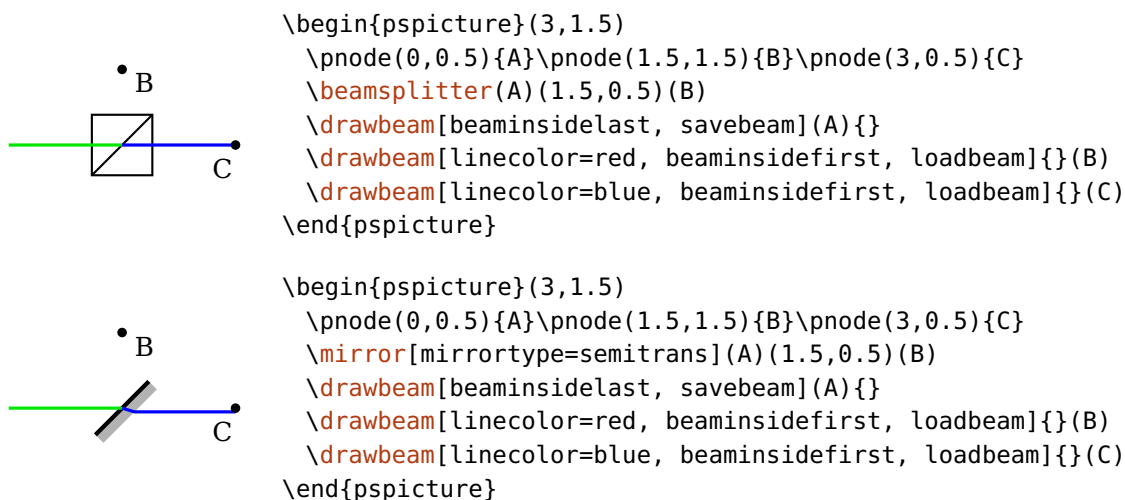 B
C
\begin{pspicture}(3,1.5)
  \pnode(0,0.5){A}\pnode(1.5,1.5){B}\pnode(3,0.5){C}
  \beamsplitter(A)(1.5,0.5)(B)
  \drawbeam[beaminsidelast, savebeam](A){}
  \drawbeam[linecolor=red, beaminsidefirst, loadbeam]{}(B)
  \drawbeam[linecolor=blue, beaminsidefirst, loadbeam]{}(C)
\end{pspicture}
B
C
\begin{pspicture}(3,1.5)
  \pnode(0,0.5){A}\pnode(1.5,1.5){B}\pnode(3,0.5){C}
  \mirror[mirrortype=semitrans](A)(1.5,0.5)(B)
  \drawbeam[beaminsidelast, savebeam](A){}
  \drawbeam[linecolor=red, beaminsidefirst, loadbeam]{}(B)
  \drawbeam[linecolor=blue, beaminsidefirst, loadbeam]{}(C)
\end{pspicture}